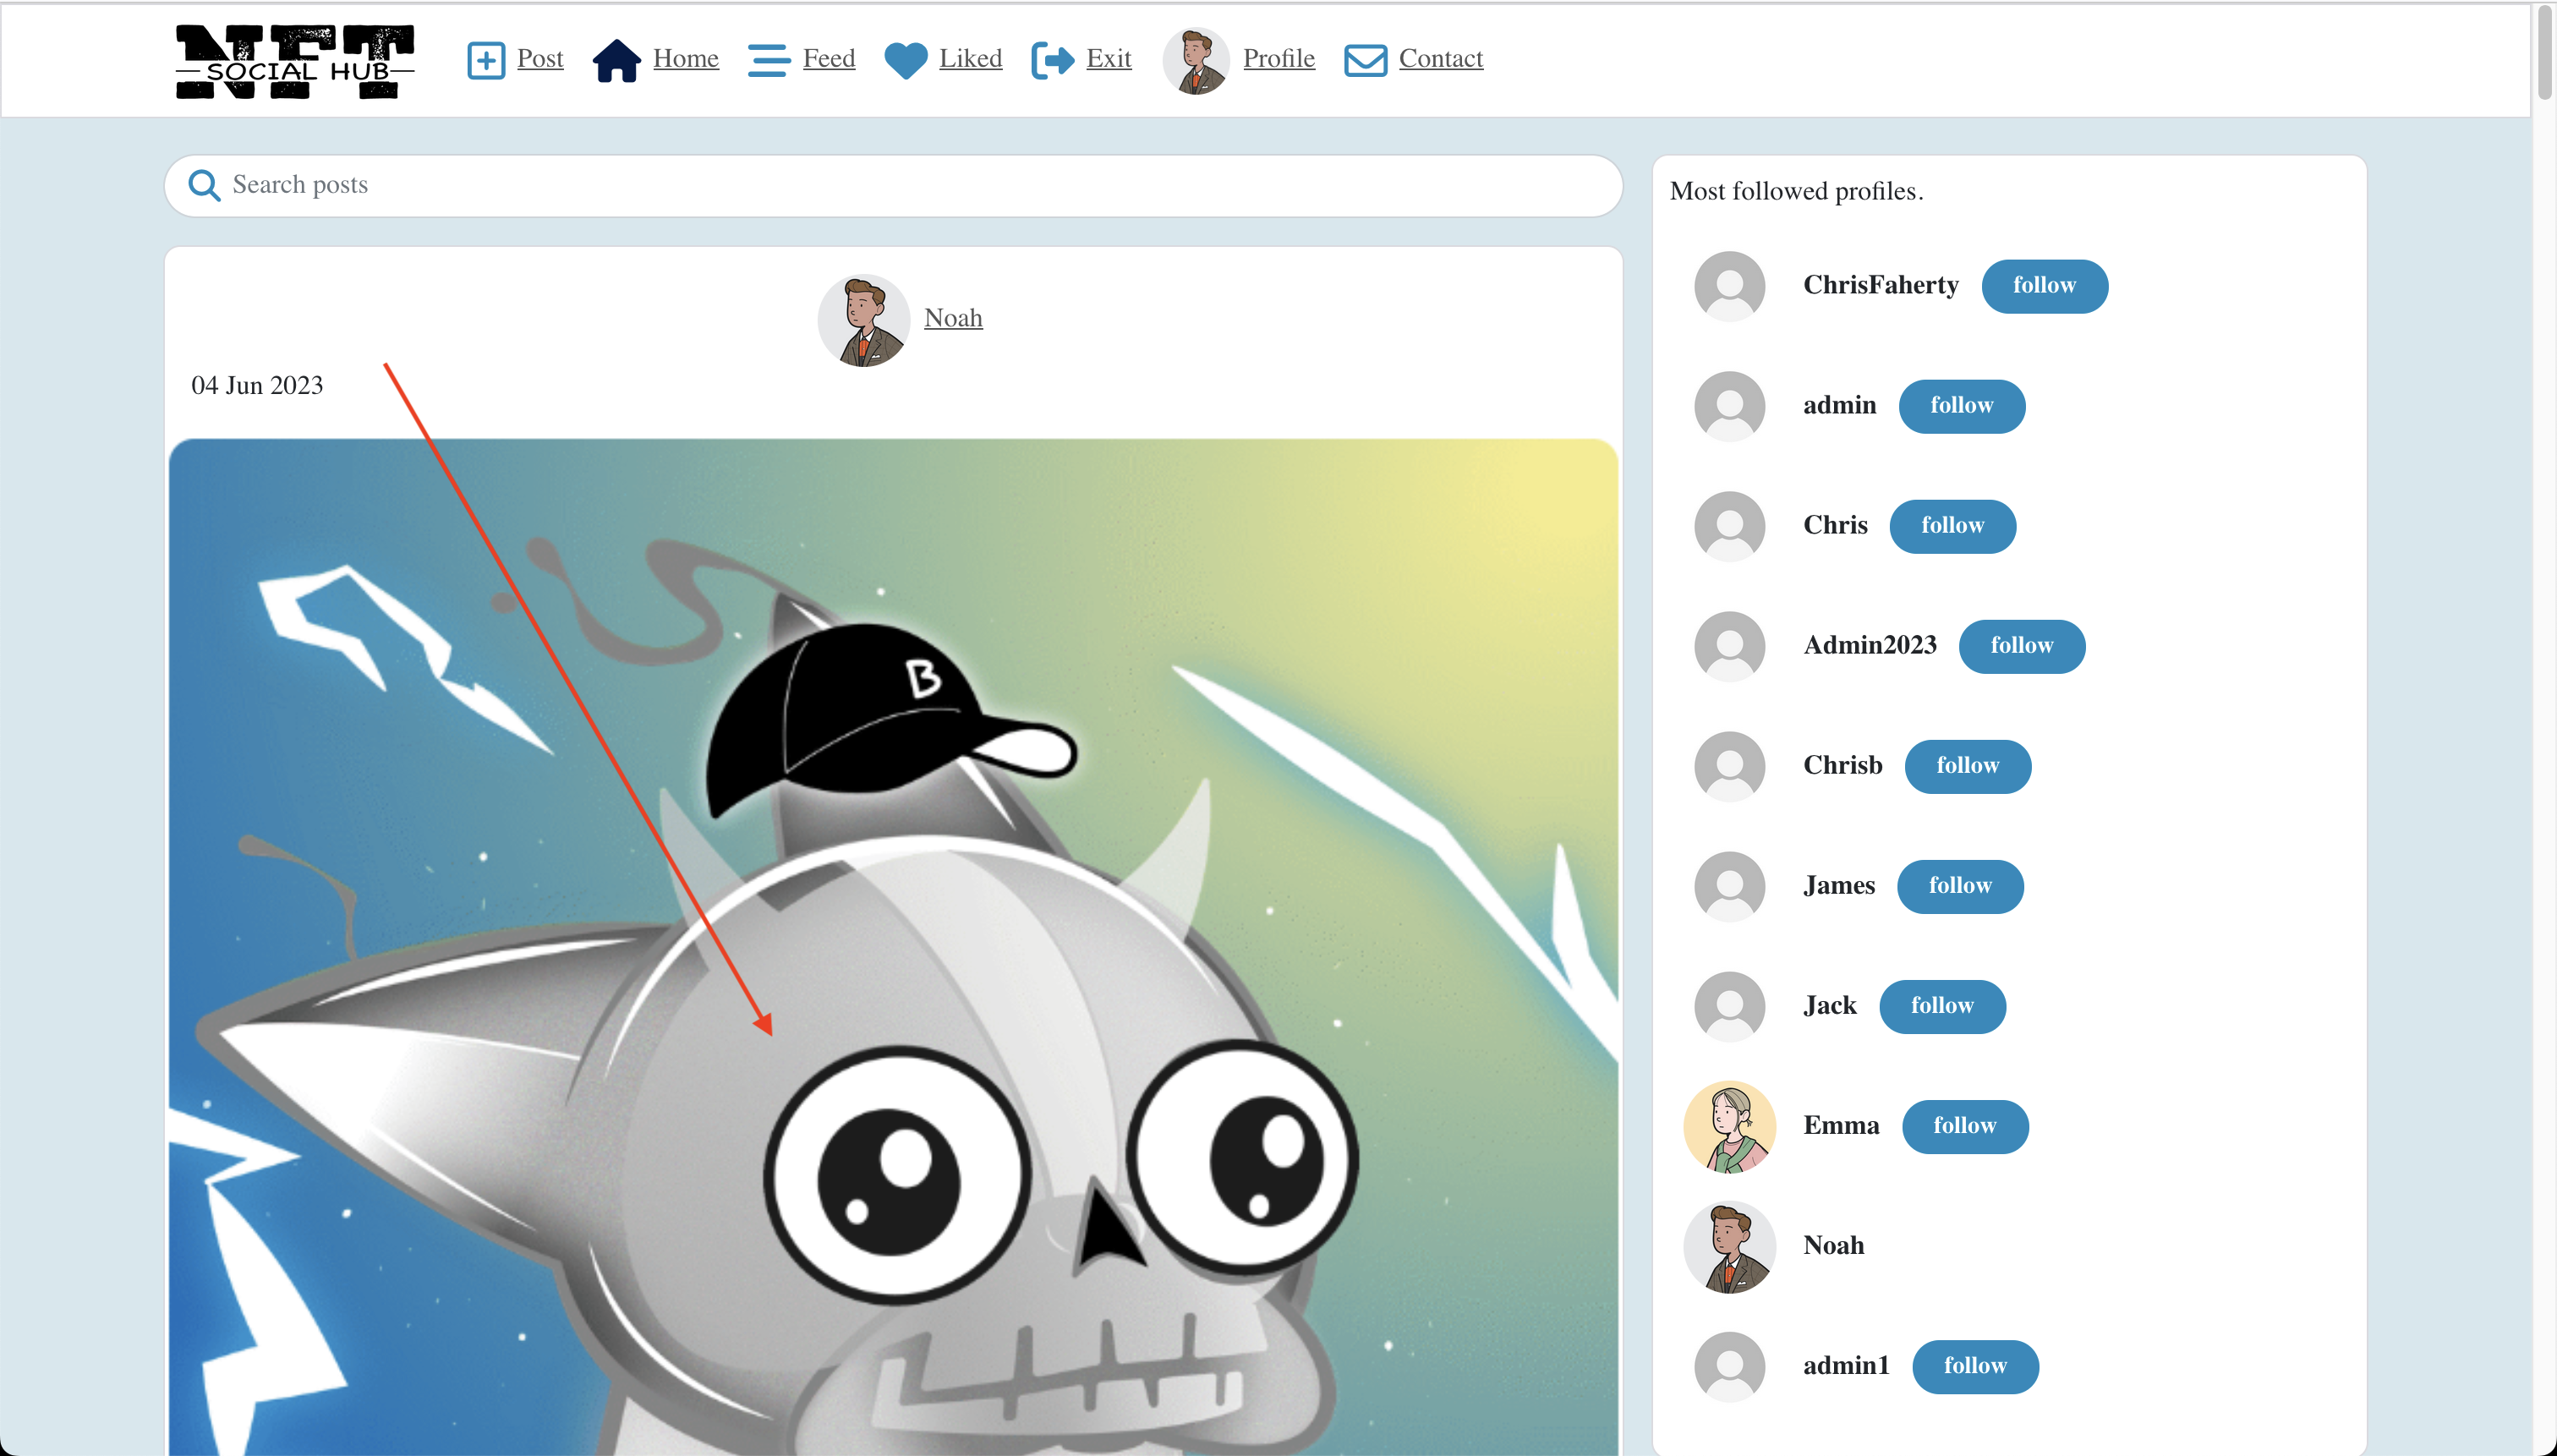 NFT
SOCIAL HUB
Post
Home
Feed
Liked
Exit
Profile
Contact
Search posts
Noah
04 Jun 2023
B
Most followed profiles.
ChrisFaherty follow
admin follow
Chris follow
Admin2023 follow
Chrisb follow
James follow
Jack follow
Emma follow
Noah
admin1 follow